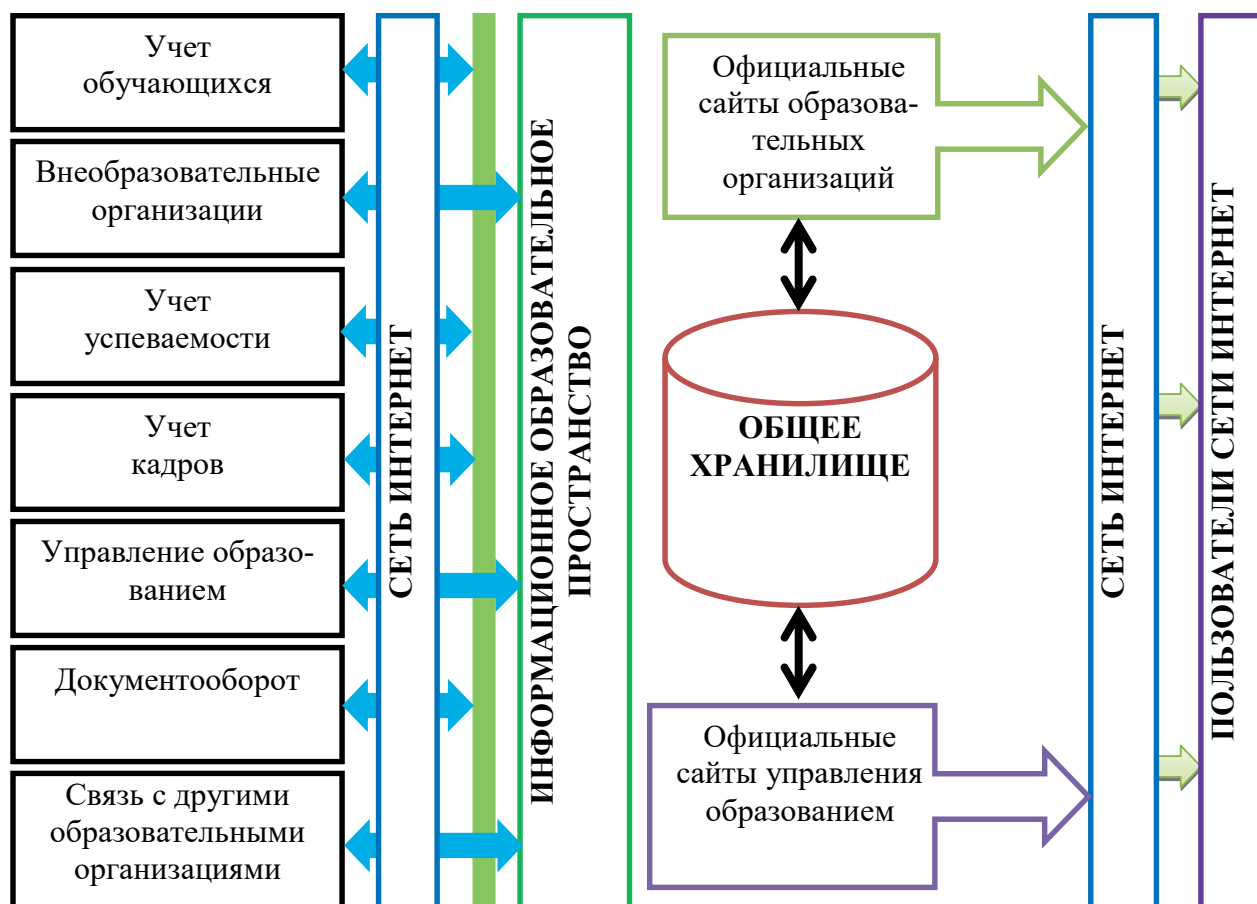 Учет
обучающихся
Внеобразовательные
организации
Учет
успеваемости
Учет
кадров
Управление образо-
ванием
Документооборот
Связь с другими
образовательными
организациями
СЕТЬ ИНТЕРНЕТ
ИНФОРМАЦИОННОЕ ОБРАЗОВАТЕЛЬНОЕ
ПРОСТРАНСТВО
Официальные
сайты образова-
тельных
организаций
ОБЩЕЕ
ХРАНИЛИЩЕ
Официальные
сайты управления
образованием
СЕТЬ ИНТЕРНЕТ
ПОЛЬЗОВАТЕЛИ СЕТИ ИНТЕРНЕТ